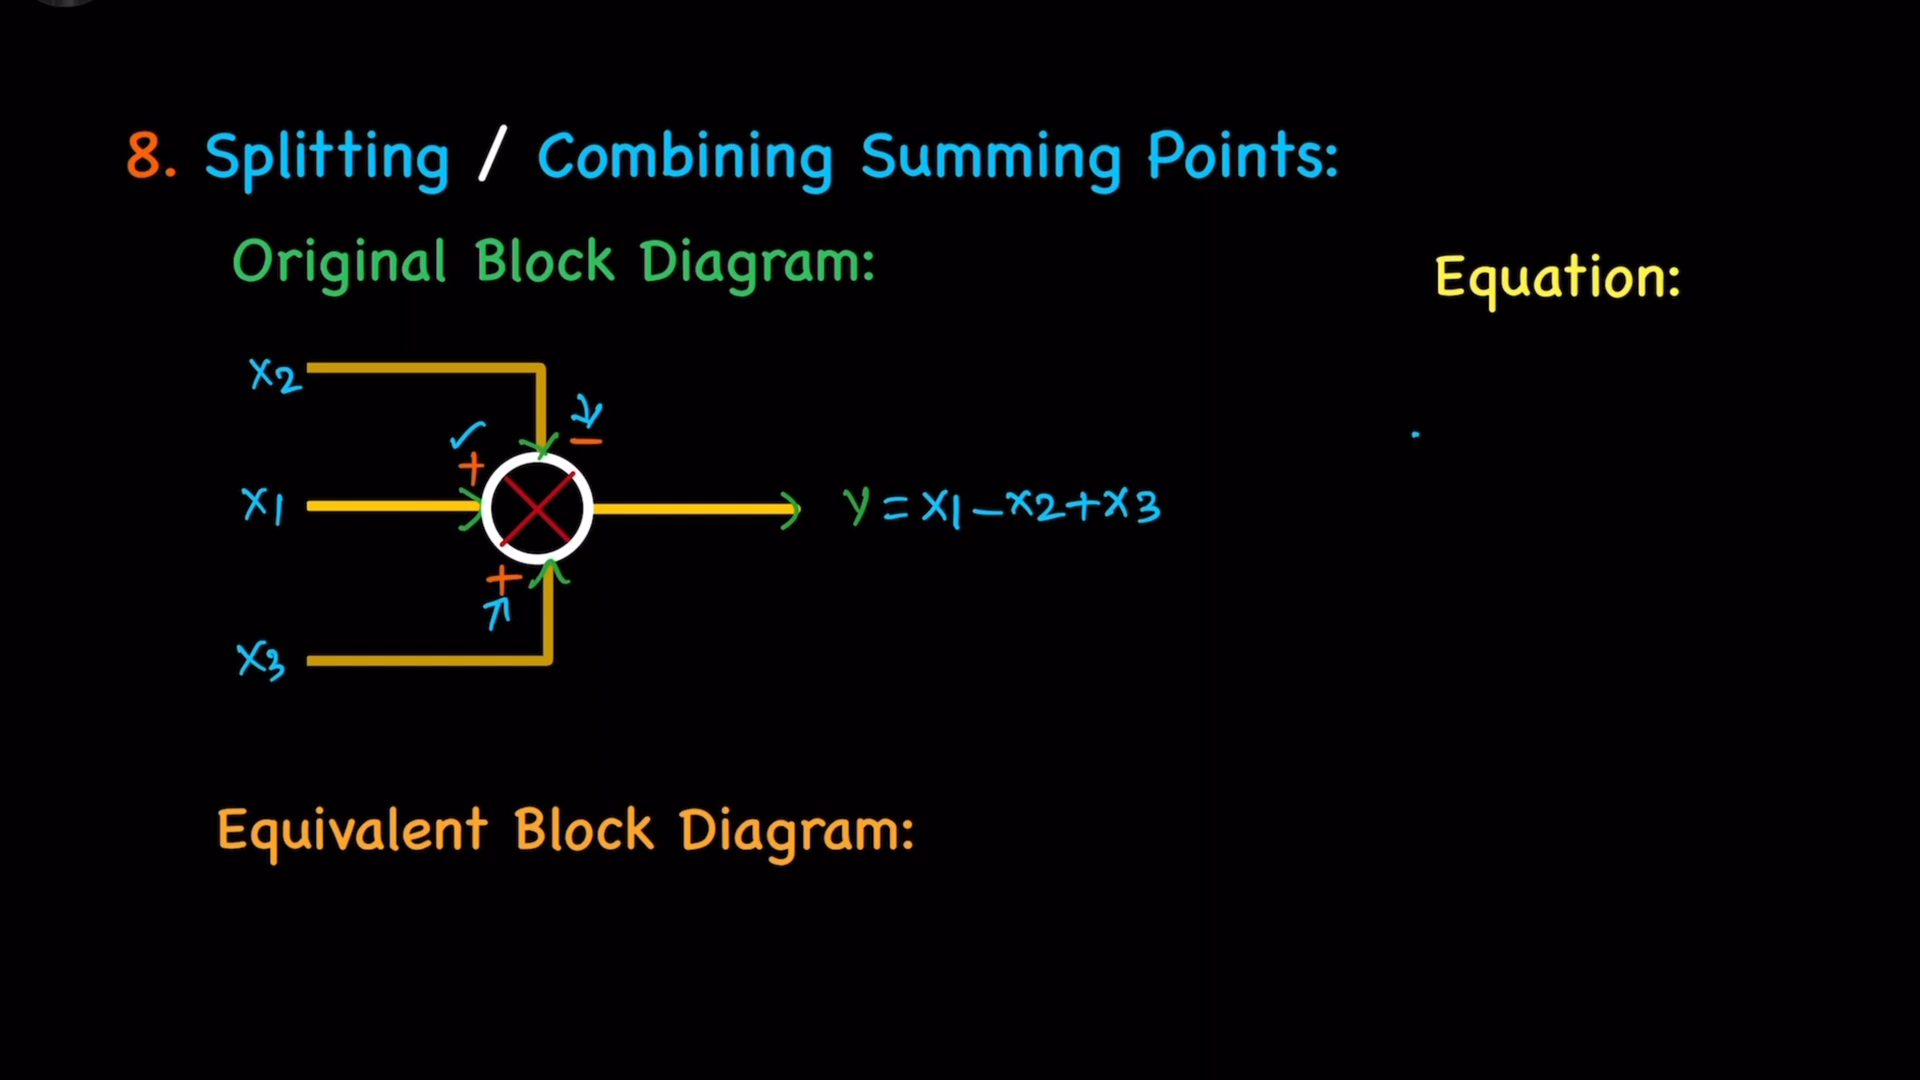 8. Splitting / Combining Summing Points:
Original Block Diagram:
Equation:
X2
−
+
X1
y = X1 − X2 + X3
+
X3
Equivalent Block Diagram: